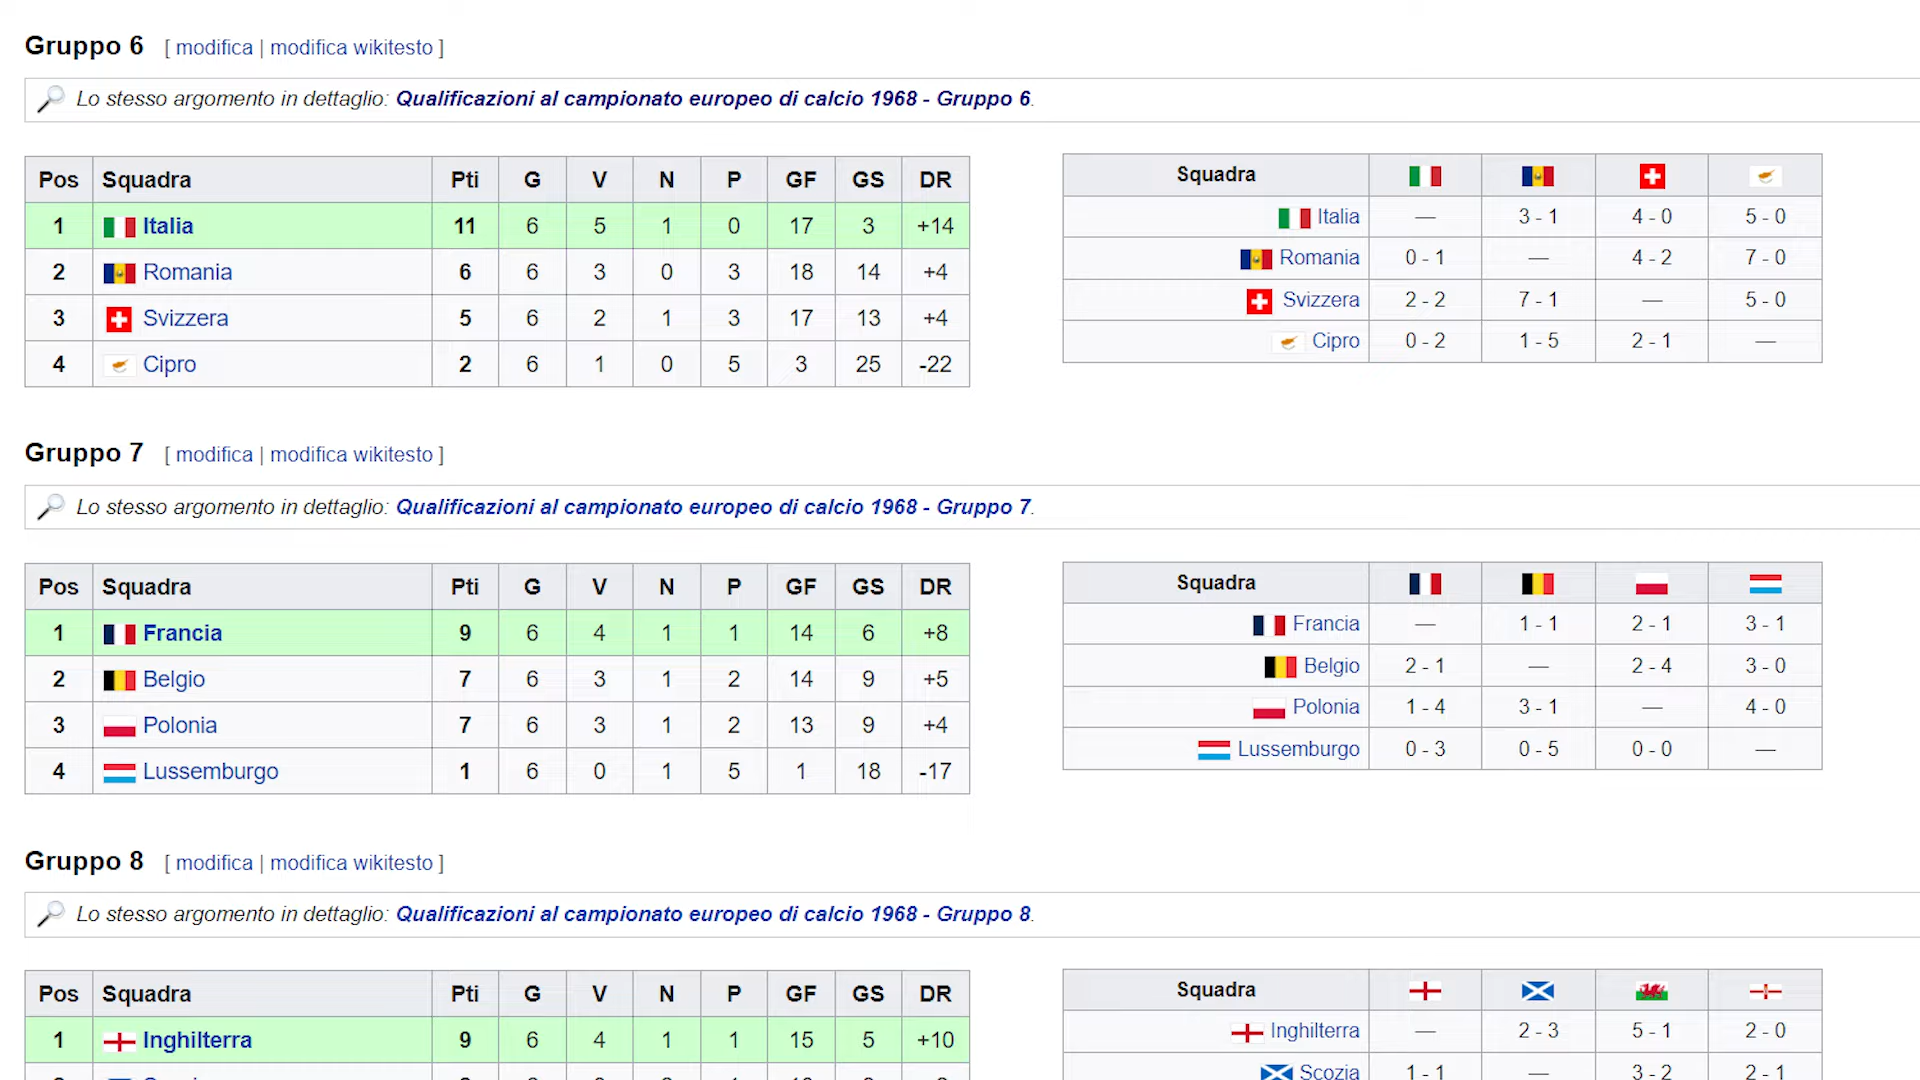 Gruppo 6 [ modifica | modifica wikitesto ]
Lo stesso argomento in dettaglio: Qualificazioni al campionato europeo di calcio 1968 - Gruppo 6.
Pos Squadra Pti G V N P GF GS DR
1 Italia 11 6 5 1 0 17 3 +14
2 Romania 6 6 3 0 3 18 14 +4
3 Svizzera 5 6 2 1 3 17 13 +4
4 Cipro 2 6 1 0 5 3 25 -22
Squadra
Italia — 3 - 1 4 - 0 5 - 0
Romania 0 - 1 — 4 - 2 7 - 0
Svizzera 2 - 2 7 - 1 — 5 - 0
Cipro 0 - 2 1 - 5 2 - 1 —
Gruppo 7 [ modifica | modifica wikitesto ]
Lo stesso argomento in dettaglio: Qualificazioni al campionato europeo di calcio 1968 - Gruppo 7.
Pos Squadra Pti G V N P GF GS DR
1 Francia 9 6 4 1 1 14 6 +8
2 Belgio 7 6 3 1 2 14 9 +5
3 Polonia 7 6 3 1 2 13 9 +4
4 Lussemburgo 1 6 0 1 5 1 18 -17
Squadra
Francia — 1 - 1 2 - 1 3 - 1
Belgio 2 - 1 — 2 - 4 3 - 0
Polonia 1 - 4 3 - 1 — 4 - 0
Lussemburgo 0 - 3 0 - 5 0 - 0 —
Gruppo 8 [ modifica | modifica wikitesto ]
Lo stesso argomento in dettaglio: Qualificazioni al campionato europeo di calcio 1968 - Gruppo 8.
Pos Squadra Pti G V N P GF GS DR
1 Inghilterra 9 6 4 1 1 15 5 +10
Squadra
Inghilterra — 2 - 3 5 - 1 2 - 0
Scozia 1 - 1 — 3 - 2 2 - 1